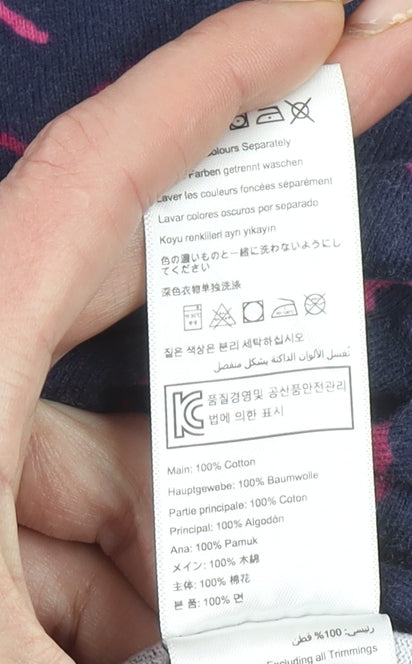 Colours Separately
Farben getrennt waschen
Laver les couleurs foncées séparément
Lavar colores oscuros por separado
Koyu renklileri ayrı yıkayın
色の濃いものと一緒に洗わないようにし
てください
深色衣物单独洗涤
짙은 색상은 분리 세탁하십시오
تغسل الألوان الداكنة بشكل منفصل
품질경영및 공산품안전관리
법에 의한 표시
Main: 100% Cotton
Hauptgewebe: 100% Baumwolle
Partie principale: 100% Coton
Principal: 100% Algodón
Ana: 100% Pamuk
メイン: 100% 木綿
主体: 100% 棉花
본 품: 100% 면
رئيسي: 100% قطن
Excluding all Trimmings